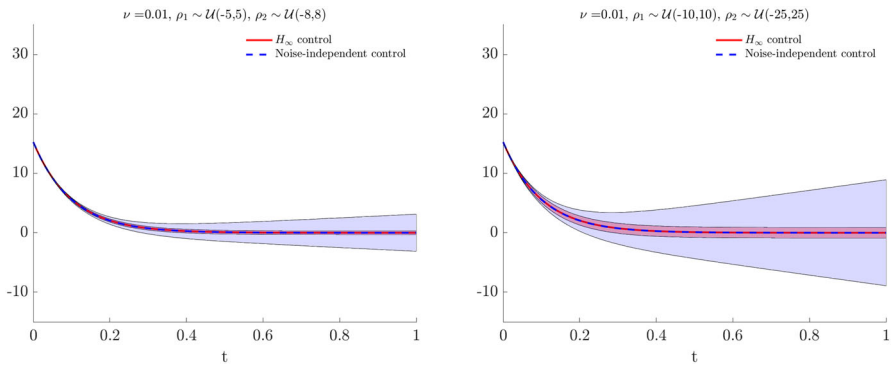 ν =0.01, ρ₁ ∼ 𝒰(-5,5), ρ₂ ∼ 𝒰(-8,8)
H∞ control
Noise-independent control
30
20
10
0
-10
0 0.2 0.4 0.6 0.8 1
t
ν =0.01, ρ₁ ∼ 𝒰(-10,10), ρ₂ ∼ 𝒰(-25,25)
H∞ control
Noise-independent control
30
20
10
0
-10
0 0.2 0.4 0.6 0.8 1
t